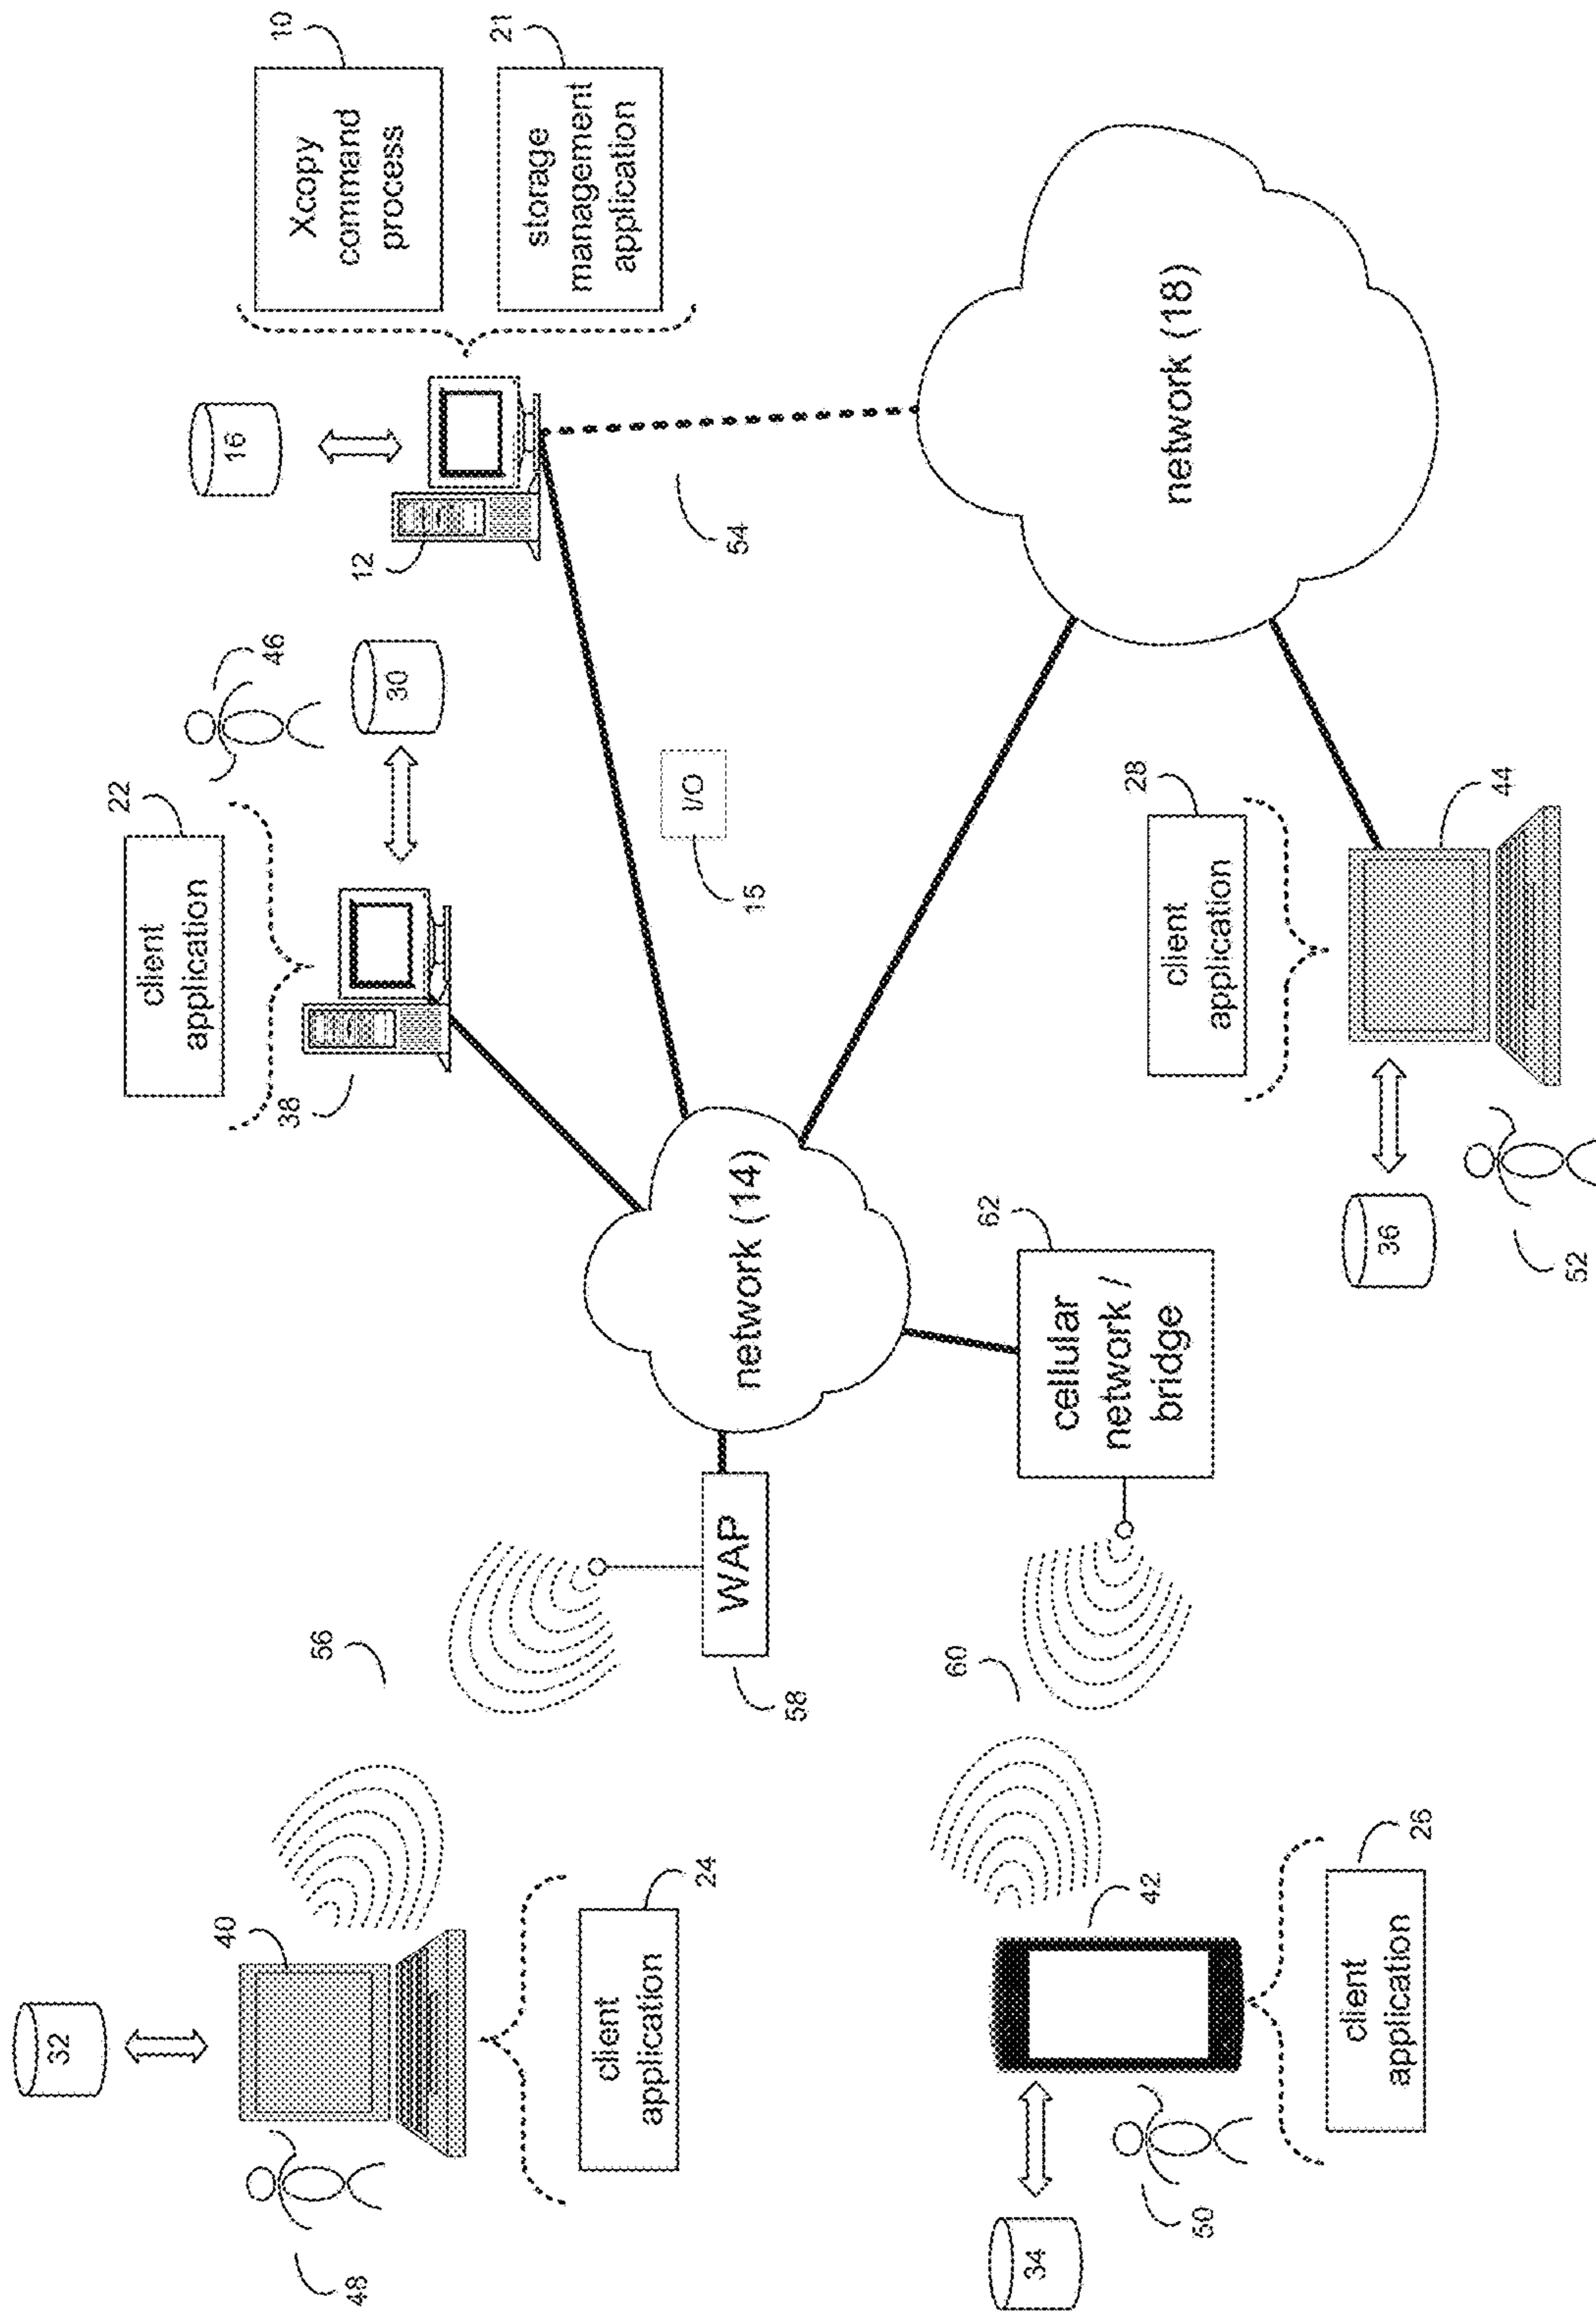 32
40
48
client
application
24
56
WAP
58
client
application
22
38
46
30
16
12
Xcopy
command
process
10
storage
management
application
21
54
I/O
15
network (14)
network (18)
cellular
network /
bridge
62
60
42
34
50
client
application
26
client
application
28
44
36
52